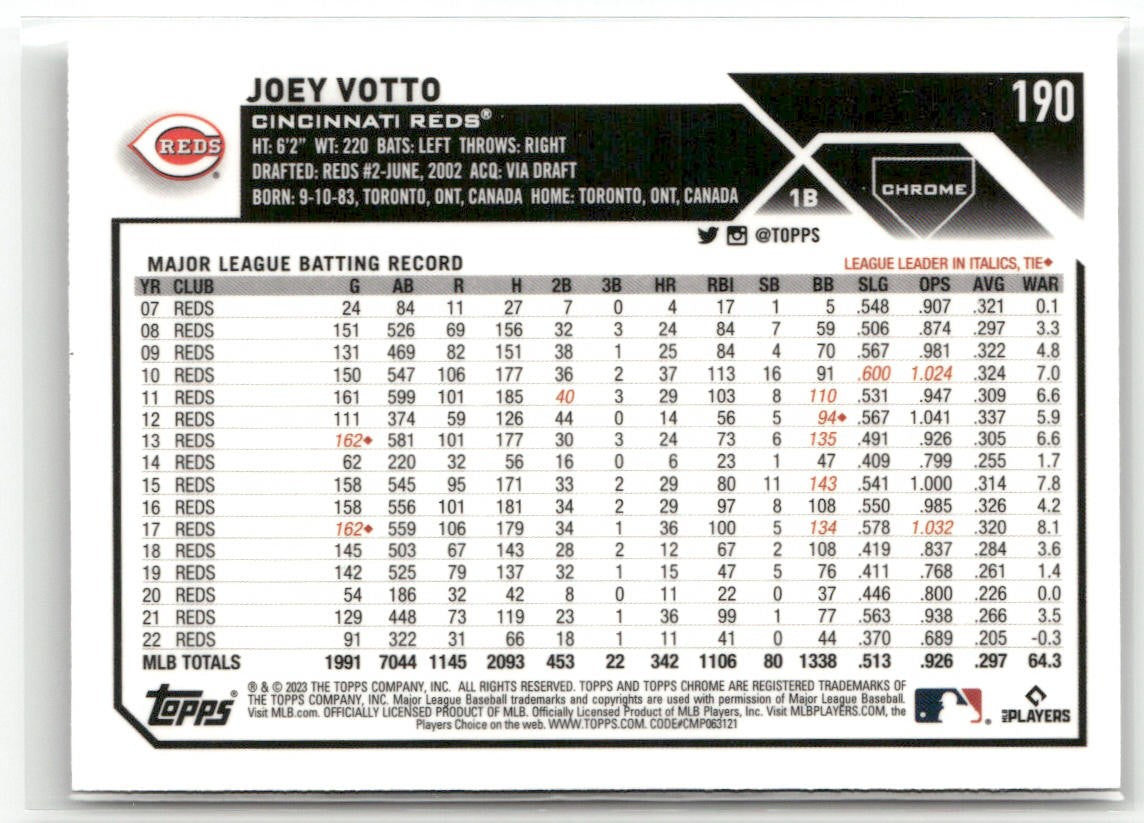 JOEY VOTTO
190
CINCINNATI REDS®
REDS
HT: 6'2" WT: 220 BATS: LEFT THROWS: RIGHT
DRAFTED: REDS #2-JUNE, 2002 ACQ: VIA DRAFT
BORN: 9-10-83, TORONTO, ONT, CANADA HOME: TORONTO, ONT, CANADA
1B
CHROME
@TOPPS
MAJOR LEAGUE BATTING RECORD
LEAGUE LEADER IN ITALICS, TIE◆
YR CLUB G AB R H 2B 3B HR RBI SB BB SLG OPS AVG WAR
07 REDS 24 84 11 27 7 0 4 17 1 5 .548 .907 .321 0.1
08 REDS 151 526 69 156 32 3 24 84 7 59 .506 .874 .297 3.3
09 REDS 131 469 82 151 38 1 25 84 4 70 .567 .981 .322 4.8
10 REDS 150 547 106 177 36 2 37 113 16 91 .600 1.024 .324 7.0
11 REDS 161 599 101 185 40 3 29 103 8 110 .531 .947 .309 6.6
12 REDS 111 374 59 126 44 0 14 56 5 94◆ .567 1.041 .337 5.9
13 REDS 162◆ 581 101 177 30 3 24 73 6 135 .491 .926 .305 6.6
14 REDS 62 220 32 56 16 0 6 23 1 47 .409 .799 .255 1.7
15 REDS 158 545 95 171 33 2 29 80 11 143 .541 1.000 .314 7.8
16 REDS 158 556 101 181 34 2 29 97 8 108 .550 .985 .326 4.2
17 REDS 162◆ 559 106 179 34 1 36 100 5 134 .578 1.032 .320 8.1
18 REDS 145 503 67 143 28 2 12 67 2 108 .419 .837 .284 3.6
19 REDS 142 525 79 137 32 1 15 47 5 76 .411 .768 .261 1.4
20 REDS 54 186 32 42 8 0 11 22 0 37 .446 .800 .226 0.0
21 REDS 129 448 73 119 23 1 36 99 1 77 .563 .938 .266 3.5
22 REDS 91 322 31 66 18 1 11 41 0 44 .370 .689 .205 -0.3
MLB TOTALS 1991 7044 1145 2093 453 22 342 1106 80 1338 .513 .926 .297 64.3
Topps®
® & © 2023 THE TOPPS COMPANY, INC. ALL RIGHTS RESERVED. TOPPS AND TOPPS CHROME ARE REGISTERED TRADEMARKS OF
THE TOPPS COMPANY, INC. Major League Baseball trademarks and copyrights are used with permission of Major League Baseball.
Visit MLB.com. OFFICIALLY LICENSED PRODUCT OF MLB. Officially Licensed Product of MLB Players, Inc. Visit MLBPLAYERS.COM, the
Players Choice on the web. WWW.TOPPS.COM. CODE#CMP063121
MLB PLAYERS